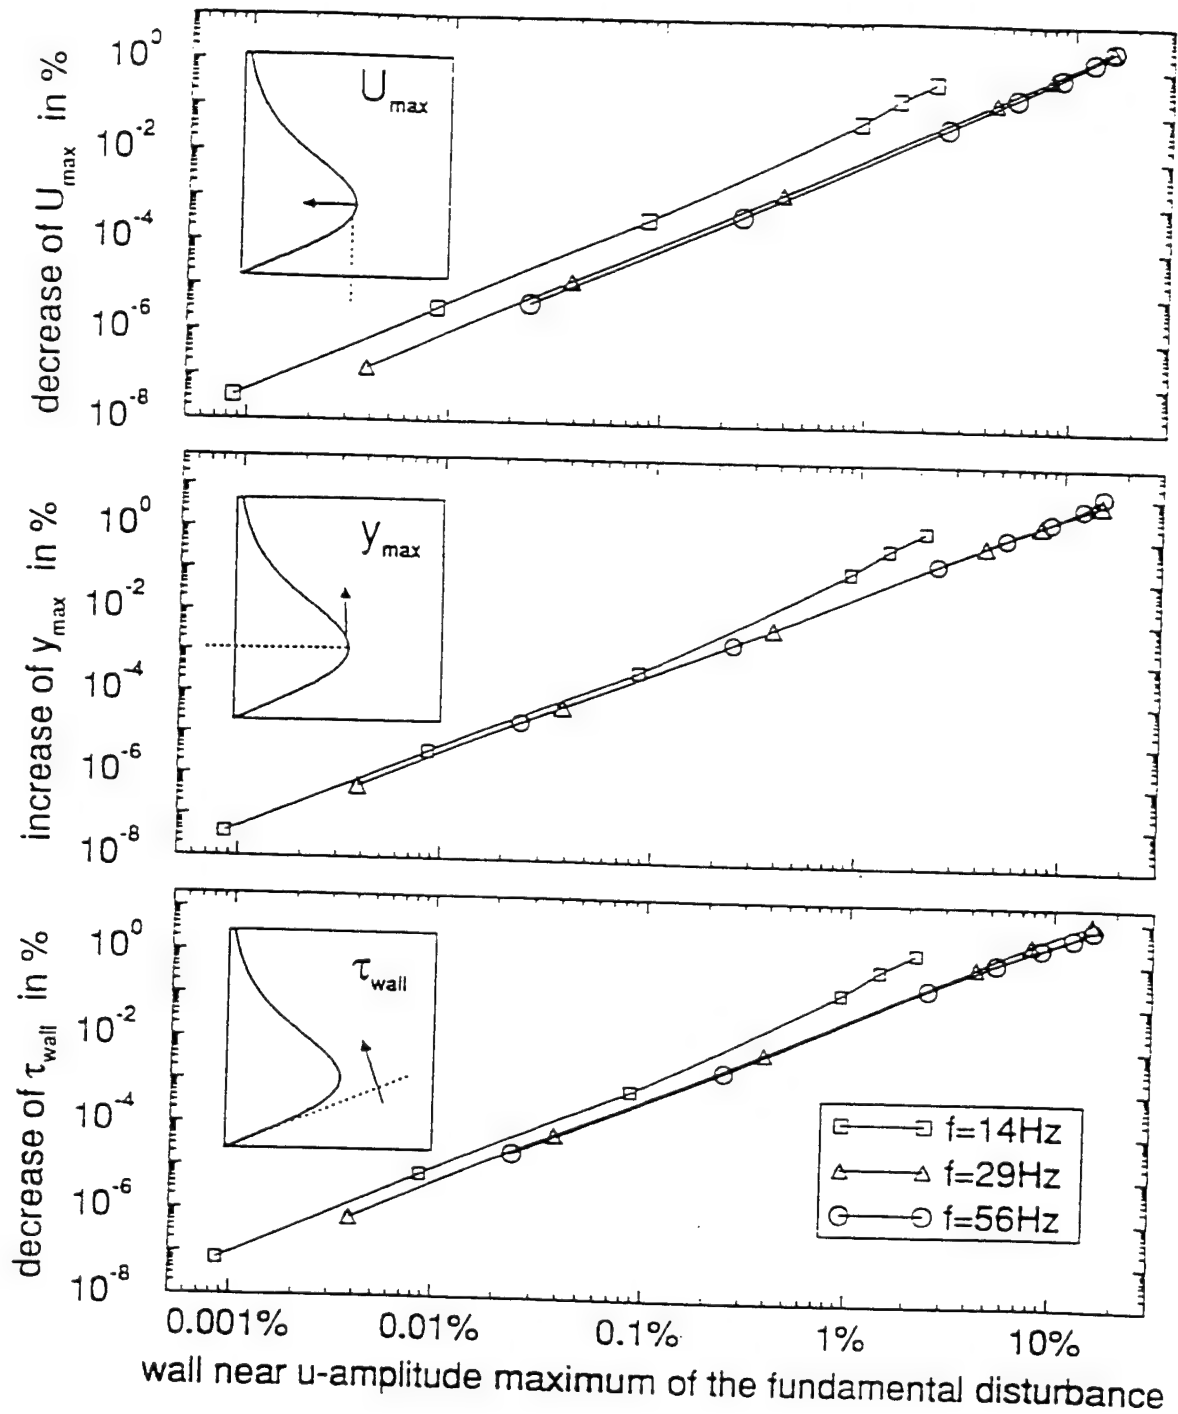 decrease of U_max in %
10^0
10^-2
10^-4
10^-6
10^-8
U_max
increase of y_max in %
10^0
10^-2
10^-4
10^-6
10^-8
y_max
decrease of τ_wall in %
10^0
10^-2
10^-4
10^-6
10^-8
τ_wall
f=14Hz
f=29Hz
f=56Hz
0.001% 0.01% 0.1% 1% 10%
wall near u-amplitude maximum of the fundamental disturbance